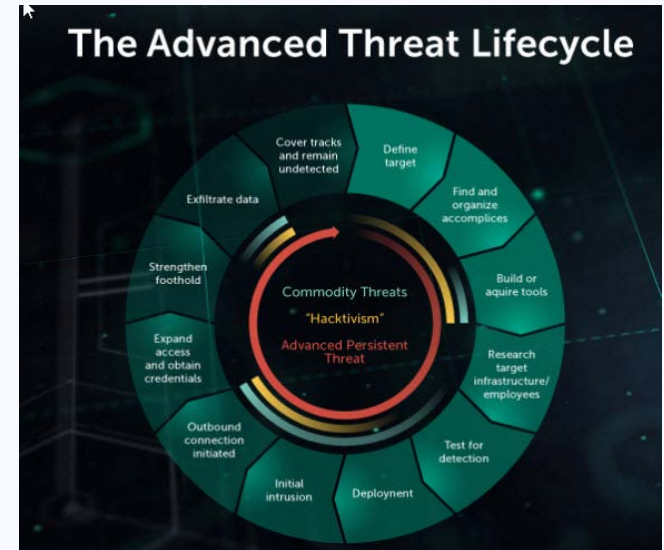 The Advanced Threat Lifecycle
Cover tracks
and remain
undetected
Define
target
Find and
organize
accomplices
Build or
aquire tools
Research
target
infrastructure/
employees
Test for
detection
Deployment
Initial
intrusion
Outbound
connection
initiated
Expand
access
and obtain
credentials
Strengthen
foothold
Exfiltrate data
Commodity Threats
"Hacktivism"
Advanced Persistent
Threat